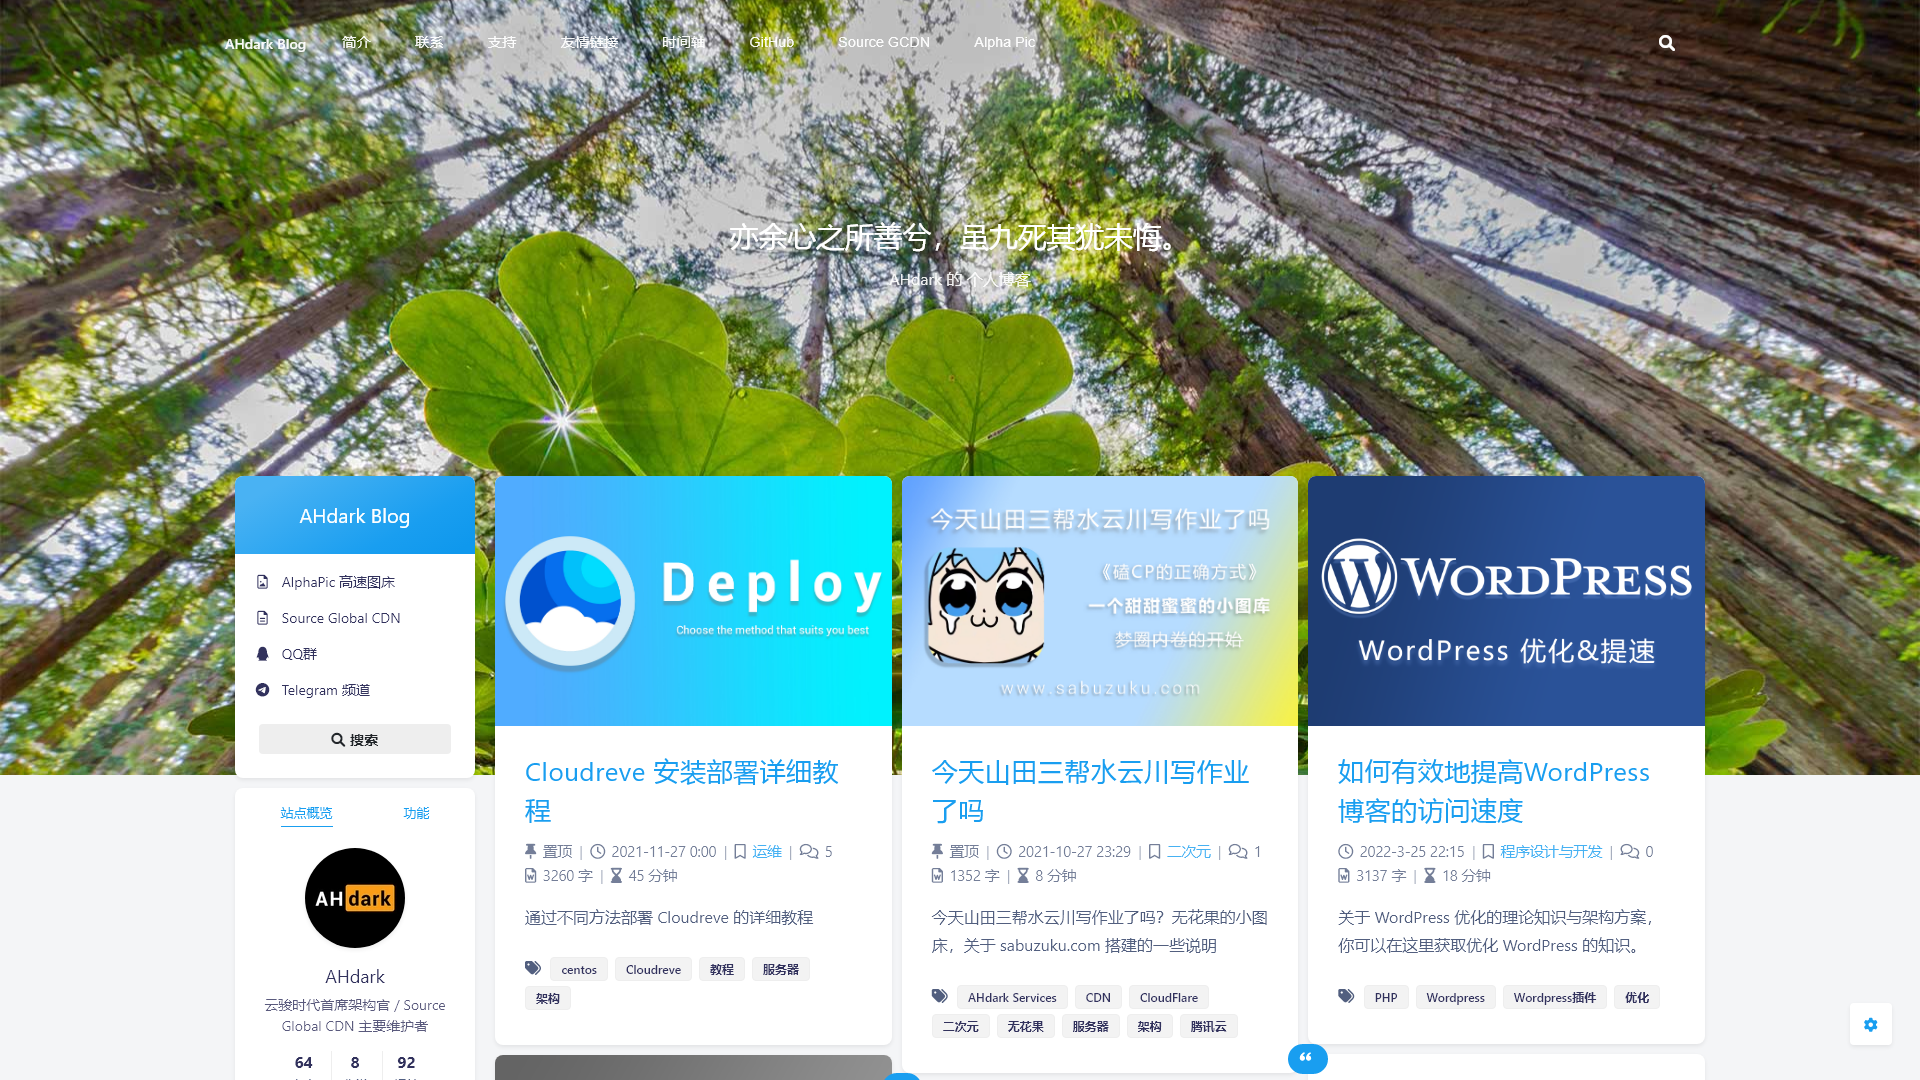 AHdark Blog 简介 联系 支持 友情链接 时间轴 GitHub Source GCDN Alpha Pic
亦余心之所善兮，虽九死其犹未悔。
AHdark 的个人博客
AHdark Blog
AlphaPic 高速图床
Source Global CDN
QQ群
Telegram 频道
搜索
站点概览 功能
AHdark
AHdark
云骏时代首席架构官 / Source
Global CDN 主要维护者
64 8 92
Deploy
Choose the method that suits you best
Cloudreve 安装部署详细教
程
置顶 | 2021-11-27 0:00 | 运维 | 5
3260 字 | 45 分钟
通过不同方法部署 Cloudreve 的详细教程
centos Cloudreve 教程 服务器
架构
今天山田三帮水云川写作业了吗
《磕CP的正确方式》
一个甜甜蜜蜜的小图库
梦圈内卷的开始
www.sabuzuku.com
今天山田三帮水云川写作业
了吗
置顶 | 2021-10-27 23:29 | 二次元 | 1
1352 字 | 8 分钟
今天山田三帮水云川写作业了吗？无花果的小图
床，关于 sabuzuku.com 搭建的一些说明
AHdark Services CDN CloudFlare
二次元 无花果 服务器 架构 腾讯云
WORDPRESS
WordPress 优化&提速
如何有效地提高WordPress
博客的访问速度
2022-3-25 22:15 | 程序设计与开发 | 0
3137 字 | 18 分钟
关于 WordPress 优化的理论知识与架构方案，
你可以在这里获取优化 WordPress 的知识。
PHP Wordpress Wordpress插件 优化